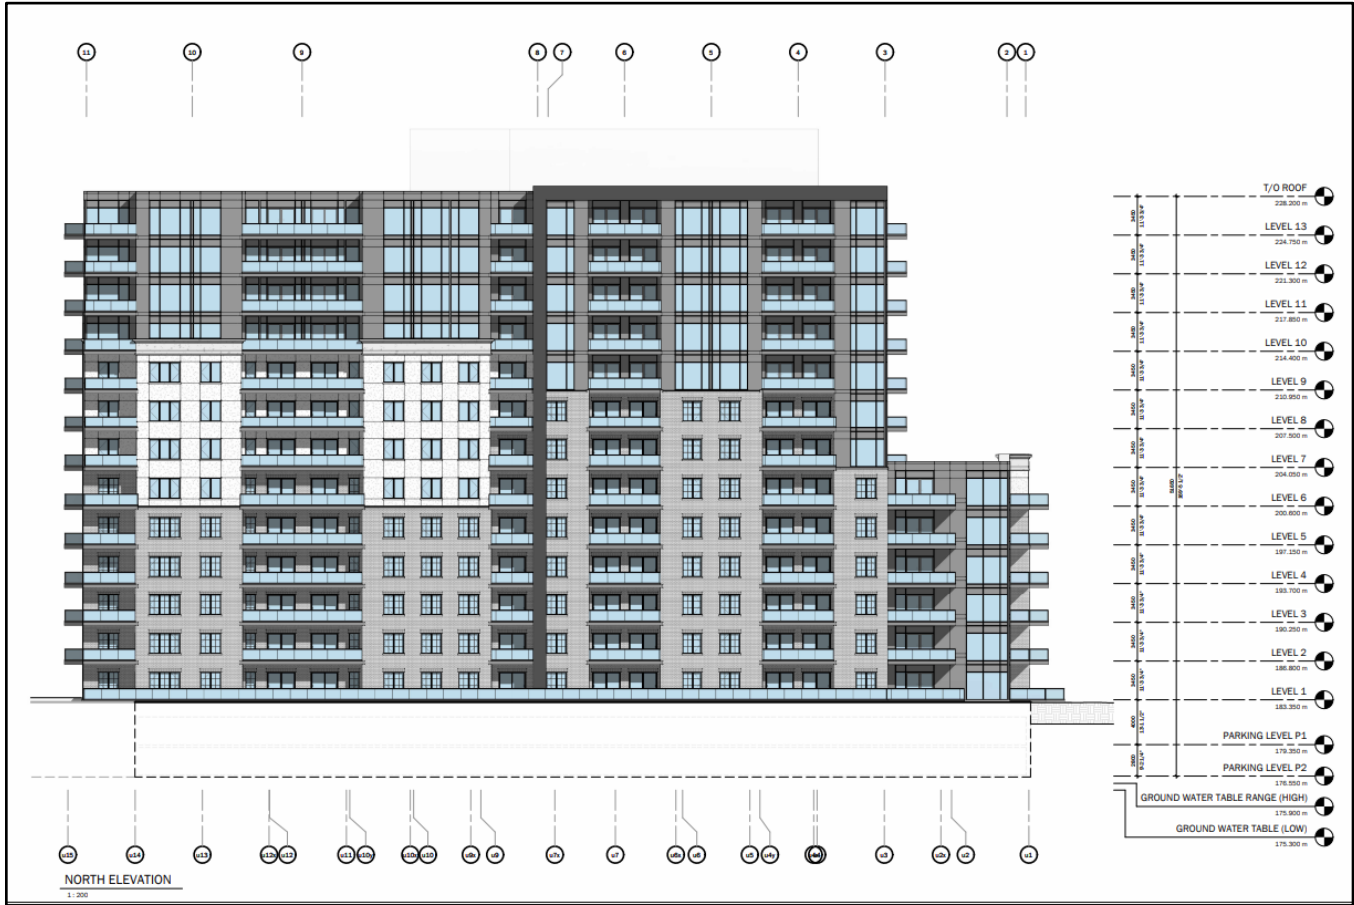 11 10 9 8 7 6 5 4 3 2 1
T/O ROOF
228.200 m
LEVEL 13
224.750 m
LEVEL 12
221.300 m
LEVEL 11
217.850 m
LEVEL 10
214.400 m
LEVEL 9
210.950 m
LEVEL 8
207.500 m
LEVEL 7
204.050 m
LEVEL 6
200.600 m
LEVEL 5
197.150 m
LEVEL 4
193.700 m
LEVEL 3
190.250 m
LEVEL 2
186.800 m
LEVEL 1
183.350 m
PARKING LEVEL P1
179.350 m
PARKING LEVEL P2
176.550 m
GROUND WATER TABLE RANGE (HIGH)
175.900 m
GROUND WATER TABLE (LOW)
175.300 m
u15 u14 u13 u12x u12 u11 u10y u10x u10 u9x u9 u7x u7 u6x u6 u5 u4y u3 u2x u2 u1
NORTH ELEVATION
1 : 200